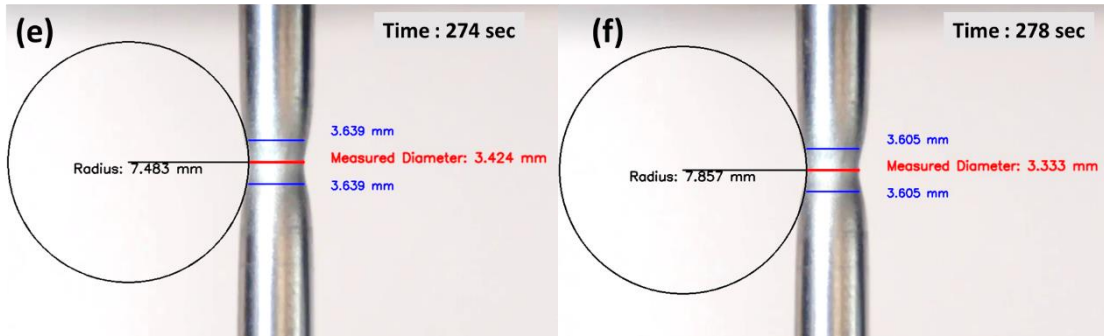 (e)
Time : 274 sec
3.639 mm
Radius: 7.483 mm
Measured Diameter: 3.424 mm
3.639 mm
(f)
Time : 278 sec
3.605 mm
Radius: 7.857 mm
Measured Diameter: 3.333 mm
3.605 mm